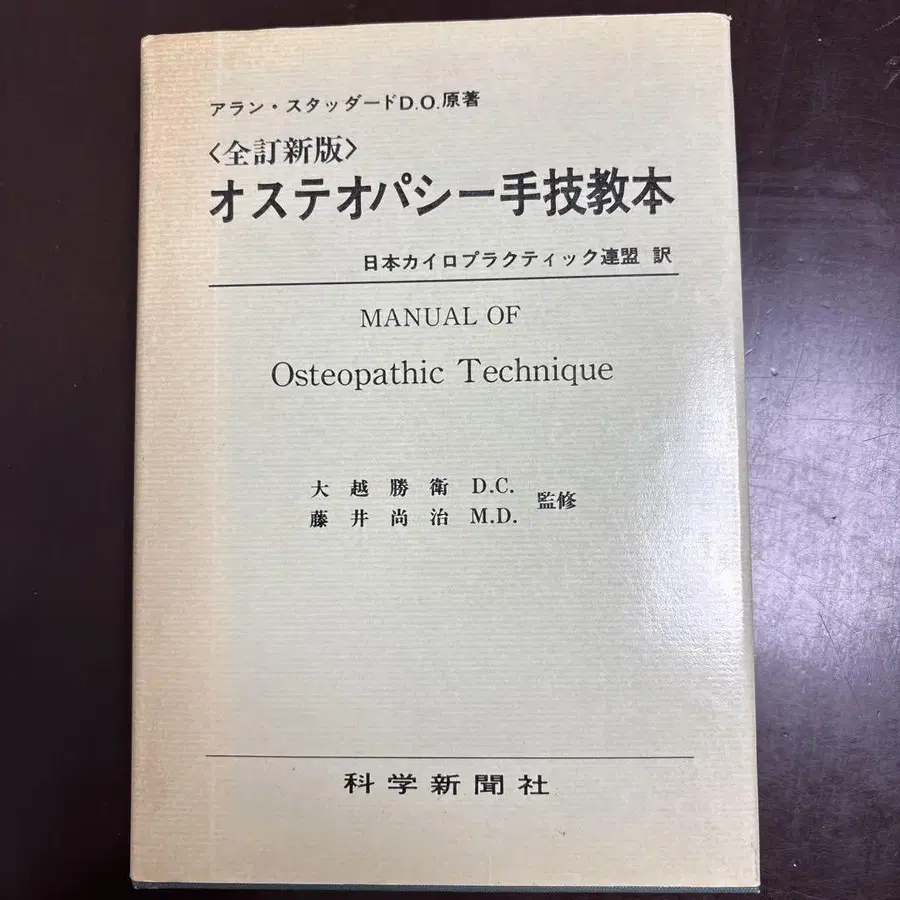 アラン・スタッダードD.O.原著
〈全訂新版〉
オステオパシー手技教本
日本カイロプラクティック連盟 訳
MANUAL OF
Osteopathic Technique
大越勝衛 D.C.
藤井尚治 M.D. 監修
科学新聞社